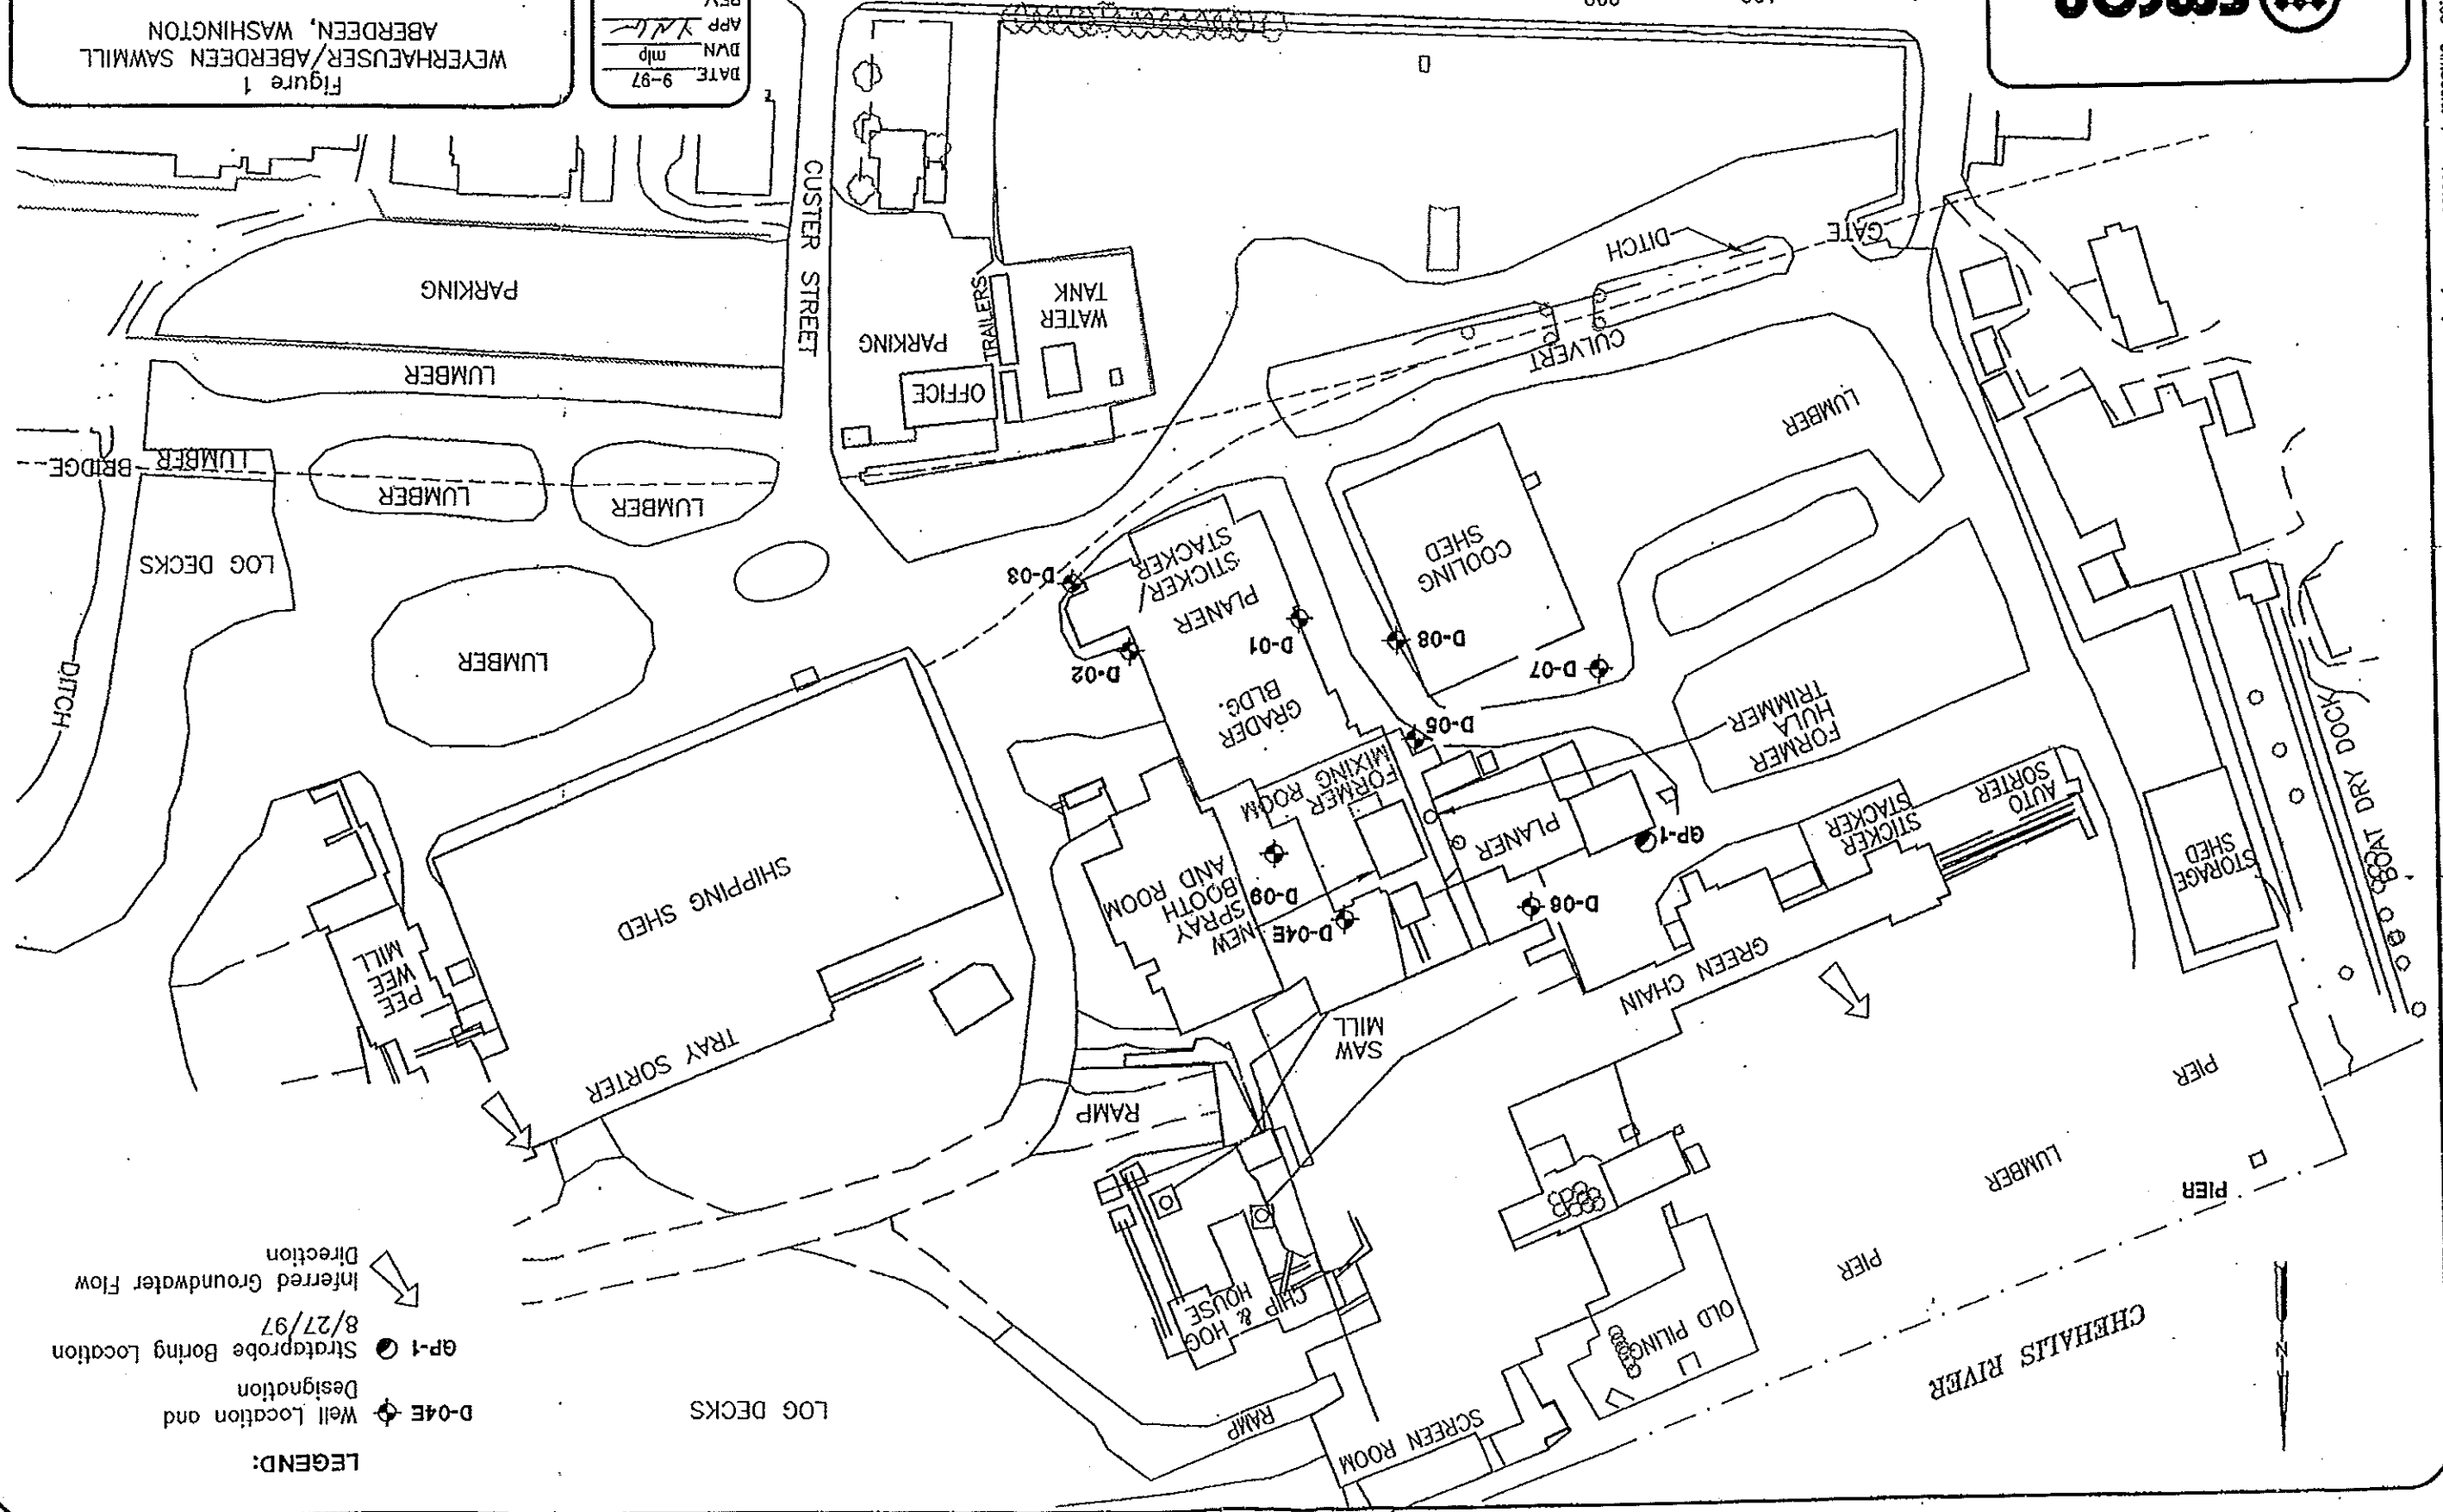 LEGEND:
D-04E Well Location and
Designation
GP-1 Strataprobe Boring Location
8/27/97
Inferred Groundwater Flow
Direction
N
CHEHALIS RIVER
PIER
LUMBER
PIER
PIER
OLD PILING
SCREEN ROOM
RAMP
LOG DECKS
CHIP & HOG
HOUSE
RAMP
SAW
MILL
GREEN CHAIN
BOAT DRY DOCK
STORAGE
SHED
AUTO
SORTER
STICKER
STACKER
FORMER
HULA
TRIMMER
PLANER
GP-1
D-06
D-04E
D-09
NEW
SPRAY
BOOTH
AND ROOM
FORMER
MIXING ROOM
D-05
D-07
D-08
D-01
D-02
D-03
GRADER
BLDG.
PLANER
STICKER
STACKER
COOLING
SHED
LUMBER
TRAY SORTER
SHIPPING SHED
PEE
WEE
MILL
DITCH
LUMBER
LOG DECKS
LUMBER
LUMBER
LUMBER
BRIDGE
LUMBER
PARKING
CUSTER STREET
OFFICE
PARKING
TRAILERS
WATER
TANK
CULVERT
DITCH
GATE
EMCON
DATE 9-97
DWN mlp
APP
REV
Figure 1
WEYERHAEUSER/ABERDEEN SAWMILL
ABERDEEN, WASHINGTON